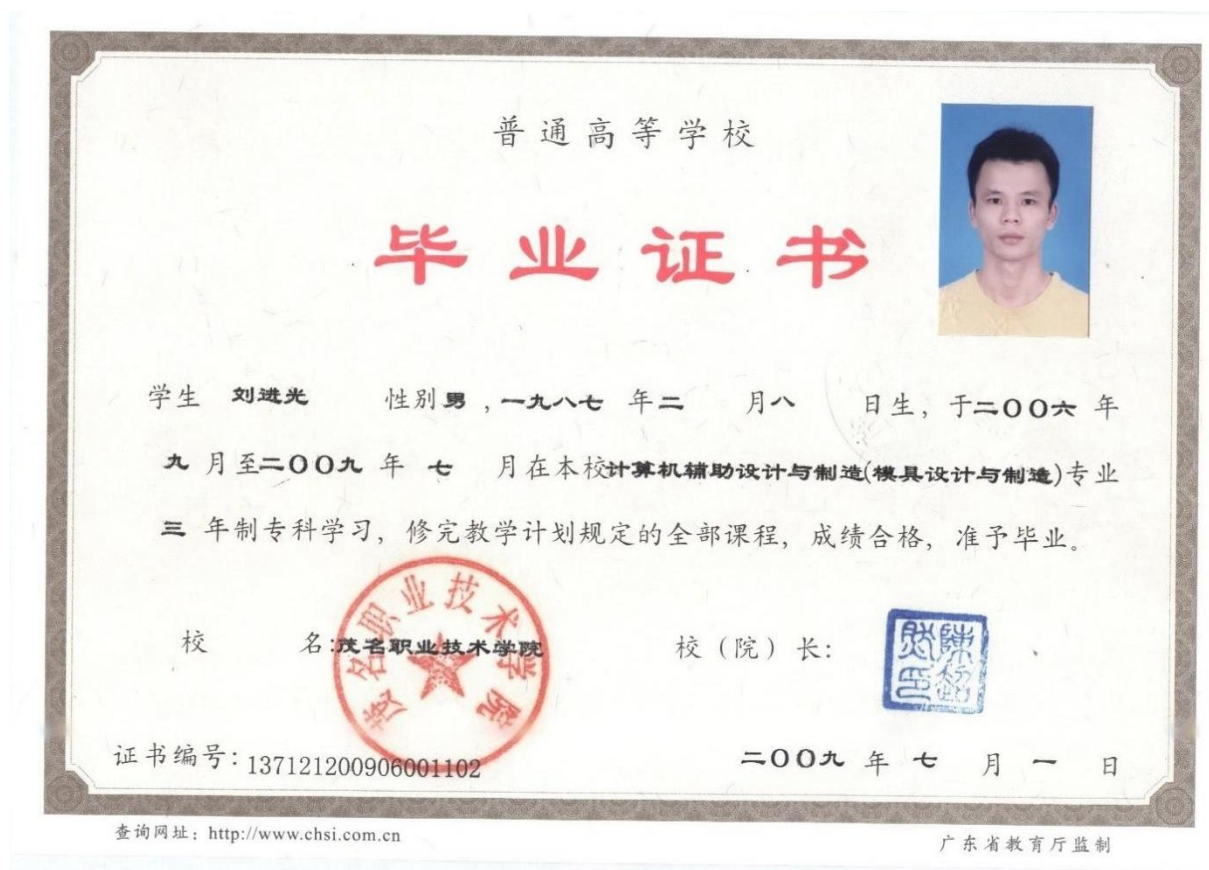 普通高等学校
毕业证书
学生 刘进光 性别男,一九八七 年二 月八 日生，于二〇〇六 年
九 月至二〇〇九 年 七 月在本校计算机辅助设计与制造(模具设计与制造)专业
三 年制专科学习，修完教学计划规定的全部课程，成绩合格，准予毕业。
茂名职业技术学院
校 名:茂名职业技术学院 校（院）长:
证书编号:137121200906001102 二〇〇九 年 七 月 一 日
查询网址：http://www.chsi.com.cn 广东省教育厅监制